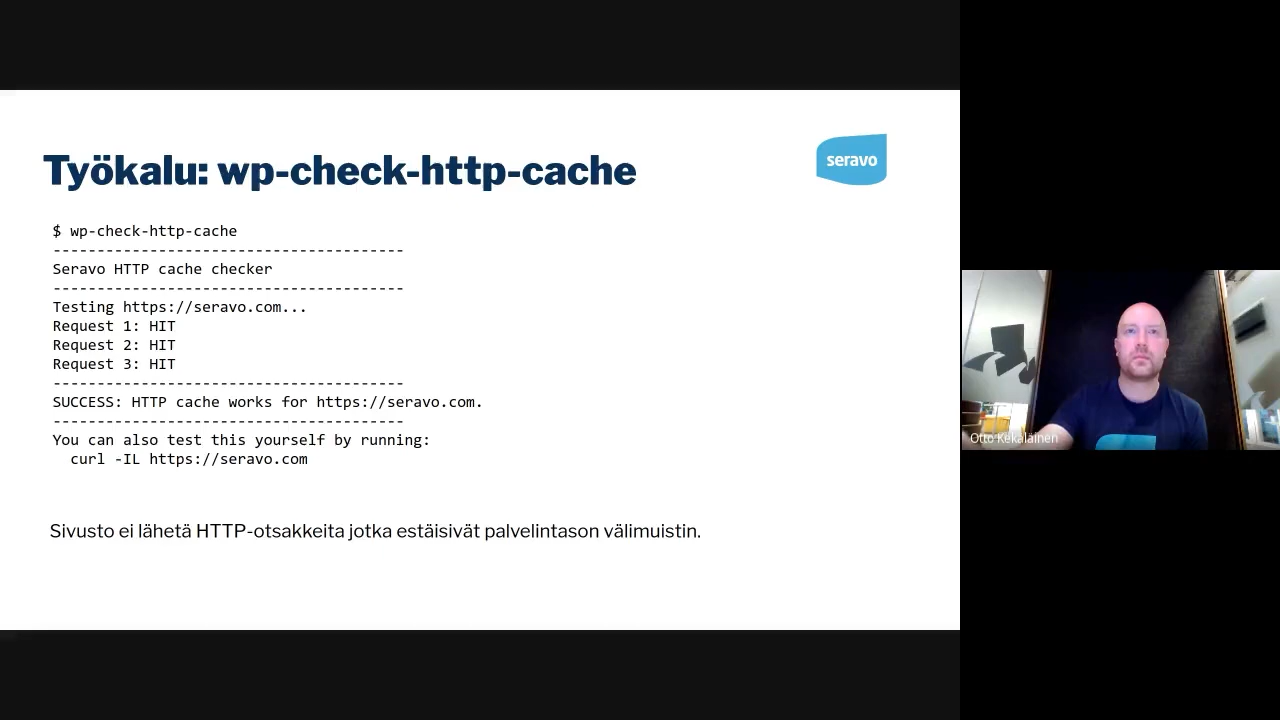 Työkalu: wp-check-http-cache
seravo
$ wp-check-http-cache
----------------------------------------
Seravo HTTP cache checker
----------------------------------------
Testing https://seravo.com...
Request 1: HIT
Request 2: HIT
Request 3: HIT
----------------------------------------
SUCCESS: HTTP cache works for https://seravo.com.
----------------------------------------
You can also test this yourself by running:
curl -IL https://seravo.com
Sivusto ei lähetä HTTP-otsakkeita jotka estäisivät palvelintason välimuistin.
Otto Kekäläinen